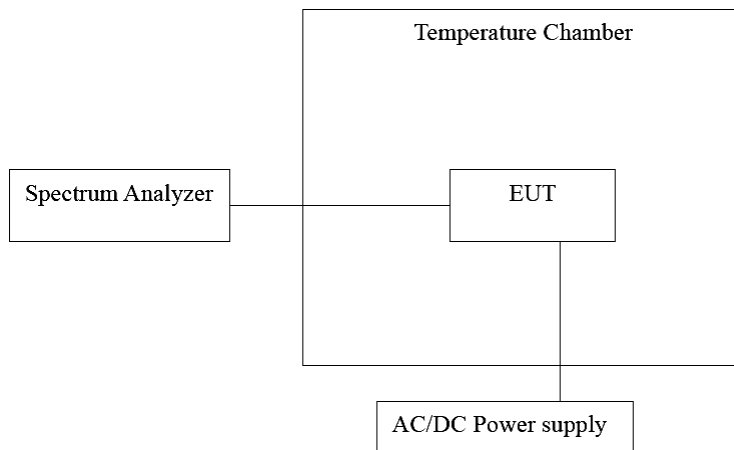 Temperature Chamber
Spectrum Analyzer
EUT
AC/DC Power supply